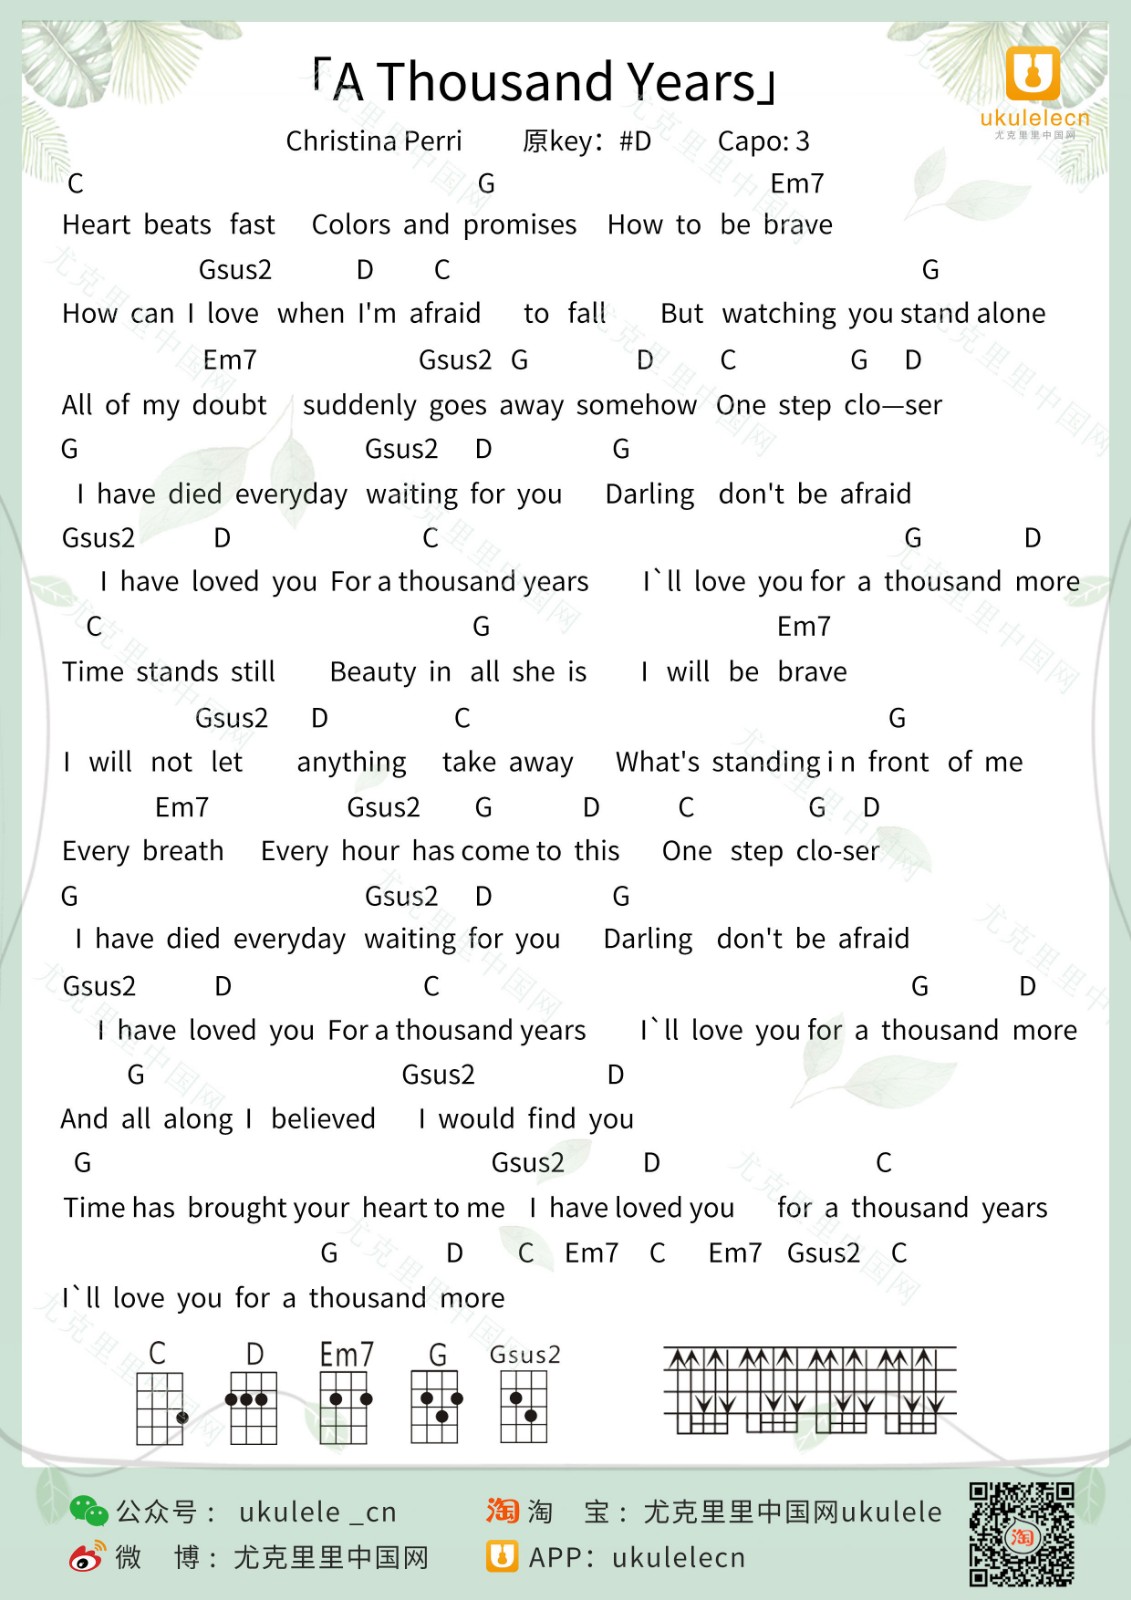 「A Thousand Years」
ukulelecn
尤克里里中国网
Christina Perri 原key：#D Capo: 3
C G Em7
Heart beats fast Colors and promises How to be brave
Gsus2 D C G
How can I love when I'm afraid to fall But watching you stand alone
Em7 Gsus2 G D C G D
All of my doubt suddenly goes away somehow One step clo—ser
G Gsus2 D G
I have died everyday waiting for you Darling don't be afraid
Gsus2 D C G D
I have loved you For a thousand years I`ll love you for a thousand more
C G Em7
Time stands still Beauty in all she is I will be brave
Gsus2 D C G
I will not let anything take away What's standing i n front of me
Em7 Gsus2 G D C G D
Every breath Every hour has come to this One step clo-ser
G Gsus2 D G
I have died everyday waiting for you Darling don't be afraid
Gsus2 D C G D
I have loved you For a thousand years I`ll love you for a thousand more
G Gsus2 D
And all along I believed I would find you
G Gsus2 D C
Time has brought your heart to me I have loved you for a thousand years
G D C Em7 C Em7 Gsus2 C
I`ll love you for a thousand more
C D Em7 G Gsus2
公众号： ukulele _cn 淘 淘 宝：尤克里里中国网ukulele
微 博：尤克里里中国网 APP：ukulelecn
淘